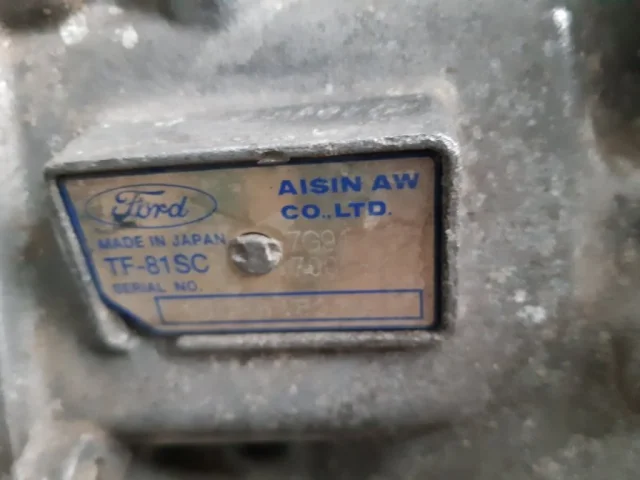 Ford
AISIN AW
CO.,LTD.
MADE IN JAPAN
TF-81SC
SERIAL NO.